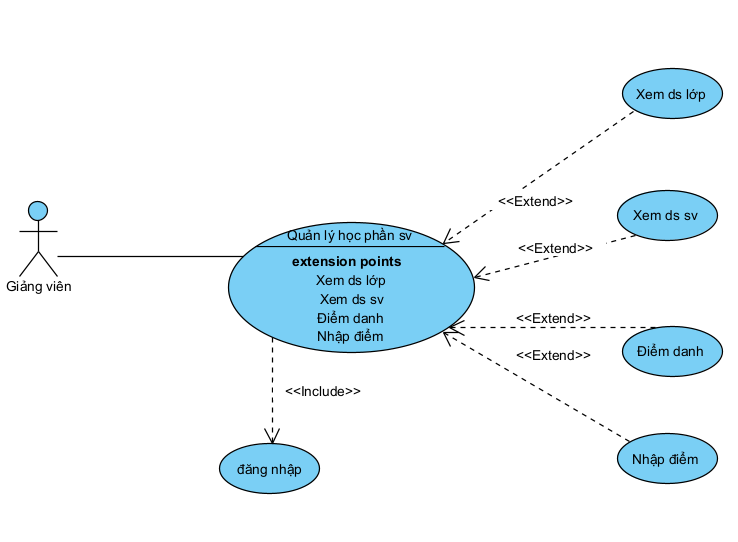 Xem ds lớp
<<Extend>>
Xem ds sv
Quản lý học phần sv
<<Extend>>
extension points
Xem ds lớp
Giảng viên
Xem ds sv
Điểm danh
<<Extend>>
Nhập điểm
<<Extend>>
Điểm danh
<<Include>>
Nhập điểm
đăng nhập